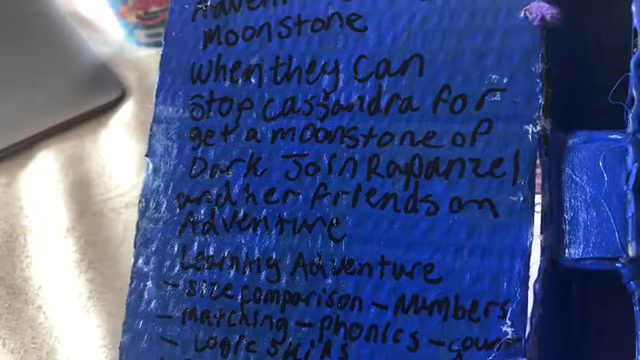 moonstone
when they can
stop cassandra for
get a moonstone of
Dark Join Rapanzel
and her friends on
Adventure
Learning Adventure
- size comparison - Numbers
- matching - phonics -
- Logic skills